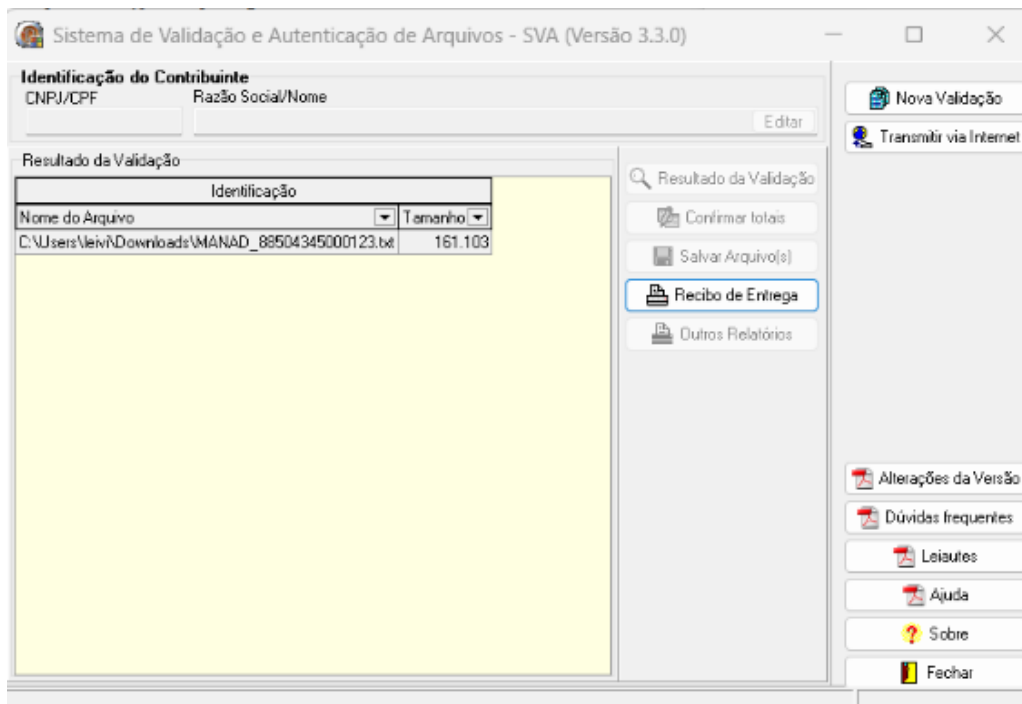 Sistema de Validação e Autenticação de Arquivos - SVA (Versão 3.3.0)
Identificação do Contribuinte
CNPJ/CPF
Razão Social/Nome
Editar
Nova Validação
Transmitir via Internet
Resultado da Validação
Identificação
Nome do Arquivo
Tamanho
C:\Users\leivi\Downloads\MANAD_88504345000123.txt
161.103
Resultado da Validação
Confirmar totais
Salvar Arquivo(s)
Recibo de Entrega
Outros Relatórios
Alterações da Versão
Dúvidas frequentes
Leiautes
Ajuda
Sobre
Fechar